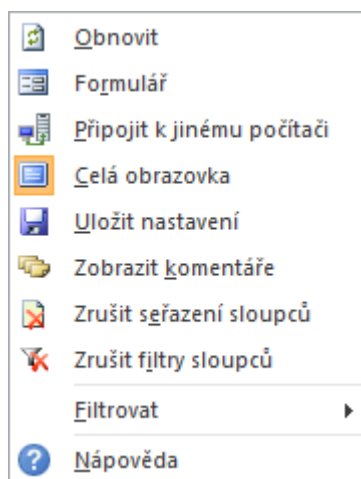 Obnovit
Formulář
Připojit k jinému počítači
Celá obrazovka
Uložit nastavení
Zobrazit komentáře
Zrušit seřazení sloupců
Zrušit filtry sloupců
Filtrovat
Nápověda